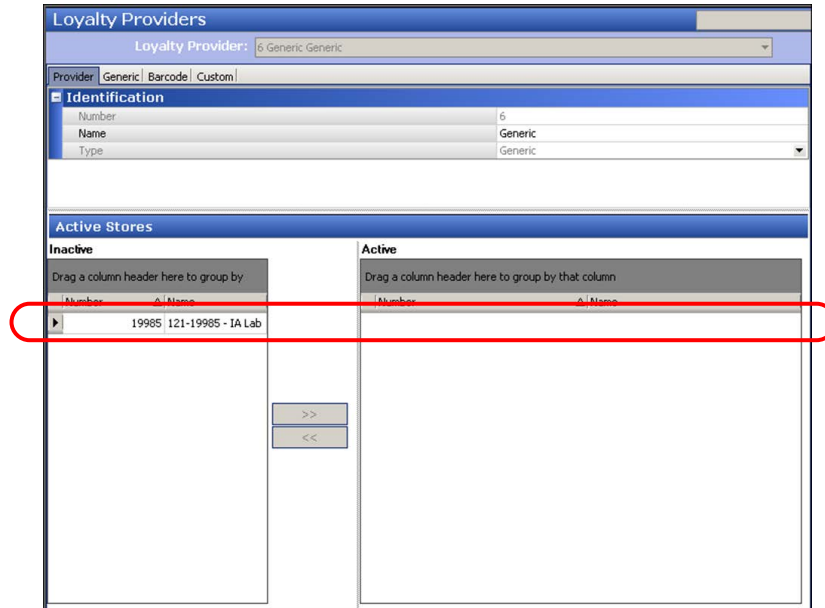 Loyalty Providers
Loyalty Provider: 6 Generic Generic
Provider Generic Barcode Custom
Identification
Number 6
Name Generic
Type Generic
Active Stores
Inactive Active
Drag a column header here to group by Drag a column header here to group by that column
Number Name Number Name
19985 121-19985 - IA Lab
>>
<<